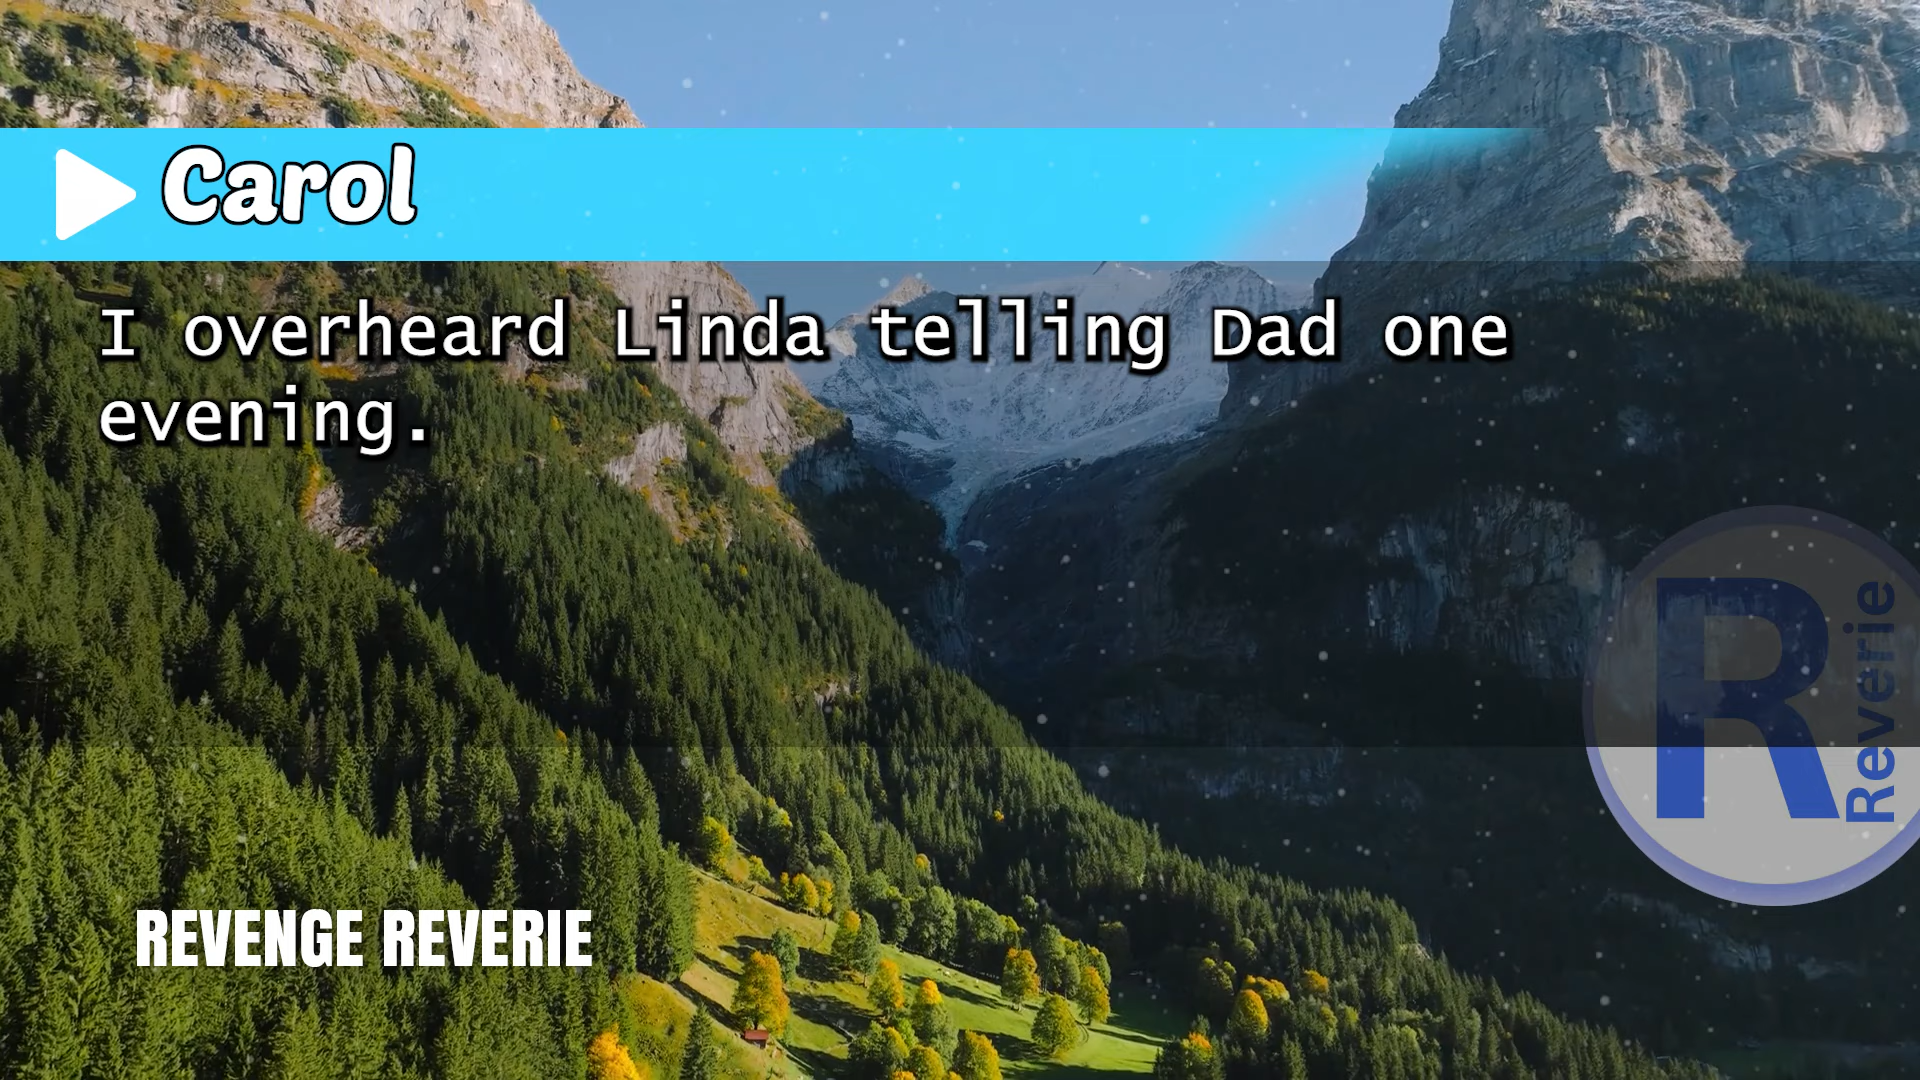 Carol
I overheard Linda telling Dad one
evening.
R
Reverie
REVENGE REVERIE